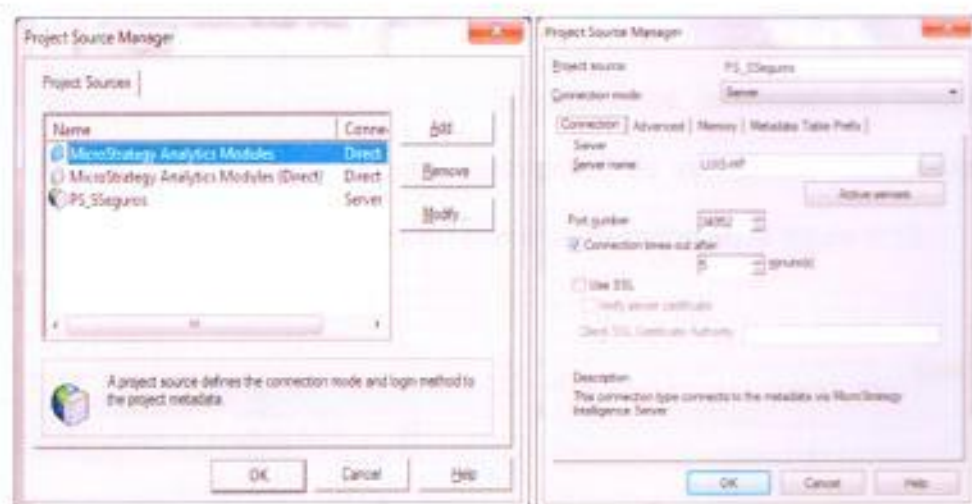 Project Source Manager
Project Sources
Name Conne
MicroStrategy Analytics Modules Direct
MicroStrategy Analytics Modules (Direct) Direct
PS_SSeguros Server
Add
Remove
Modify
A project source defines the connection mode and login method to
the project metadata.
OK Cancel Help
Project Source Manager
Project source: PS_SSeguros
Connection mode: Server
Connection Advanced Memory Metadata Table Prefix
Server
Server name:
Active servers
Port number:
Connection times out after
minute(s)
Use SSL
Verify server certificate
Client SSL Certificate Authority
Description
This connection type connects to the metadata via MicroStrategy
Intelligence Server
OK Cancel Help